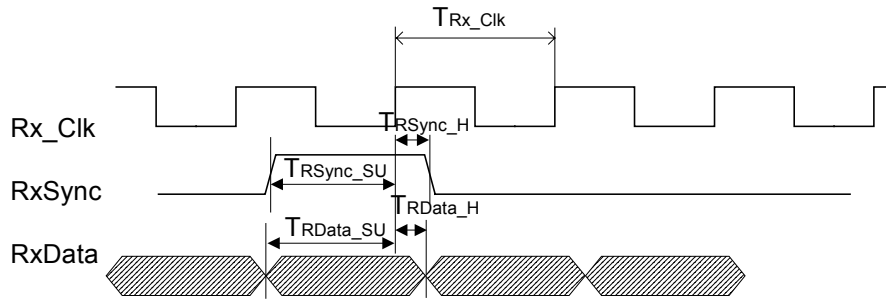 TRx_Clk
Rx_Clk
TRSync_H
TRSync_SU
RxSync
TRData_H
TRData_SU
RxData